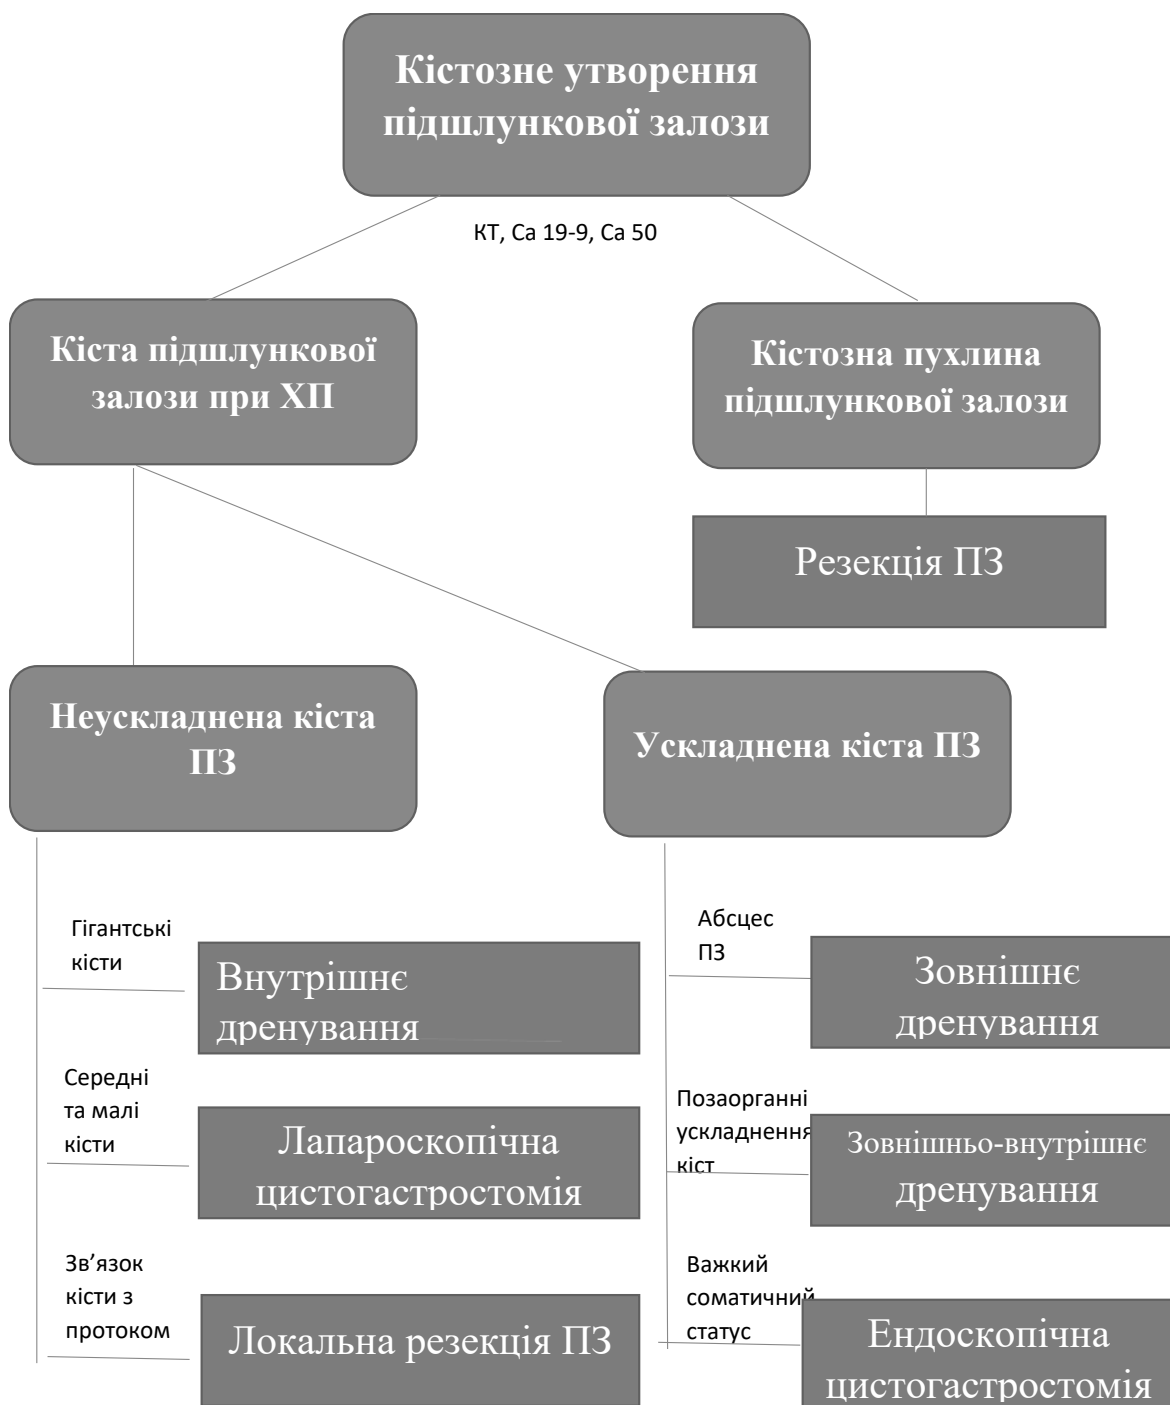 Кістозне утворення
підшлункової залози
КТ, Са 19-9, Са 50
Кіста підшлункової
залози при ХП
Кістозна пухлина
підшлункової залози
Резекція ПЗ
Неускладнена кіста
ПЗ
Ускладнена кіста ПЗ
Гігантські
кісти
Внутрішнє
дренування
Середні
та малі
кісти
Лапароскопічна
цистогастростомія
Зв’язок
кісти з
протоком
Локальна резекція ПЗ
Абсцес
ПЗ
Зовнішнє
дренування
Позаорганні
ускладнення
кіст
Зовнішньо-внутрішнє
дренування
Важкий
соматичний
статус
Ендоскопічна
цистогастростомія